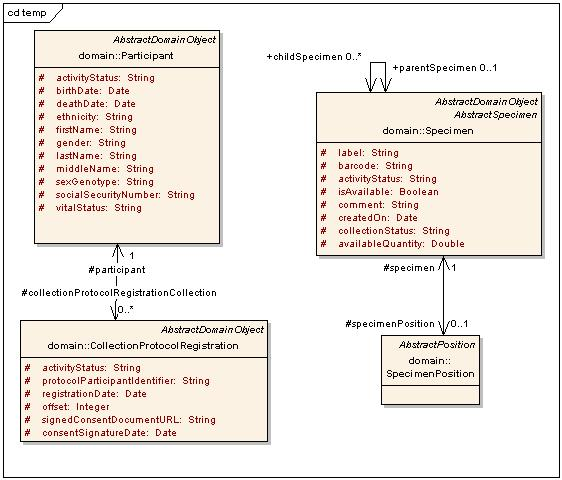 cd temp
AbstractDomainObject
domain::Participant
# activityStatus: String
# birthDate: Date
# deathDate: Date
# ethnicity: String
# firstName: String
# gender: String
# lastName: String
# middleName: String
# sexGenotype: String
# socialSecurityNumber: String
# vitalStatus: String
1
#participant
#collectionProtocolRegistrationCollection
0..*
AbstractDomainObject
domain::CollectionProtocolRegistration
# activityStatus: String
# protocolParticipantIdentifier: String
# registrationDate: Date
# offset: Integer
# signedConsentDocumentURL: String
# consentSignatureDate: Date
+childSpecimen 0..*
+parentSpecimen 0..1
AbstractDomainObject
AbstractSpecimen
domain::Specimen
# label: String
# barcode: String
# activityStatus: String
# isAvailable: Boolean
# comment: String
# createdOn: Date
# collectionStatus: String
# availableQuantity: Double
#specimen 1
#specimenPosition 0..1
AbstractPosition
domain::
SpecimenPosition